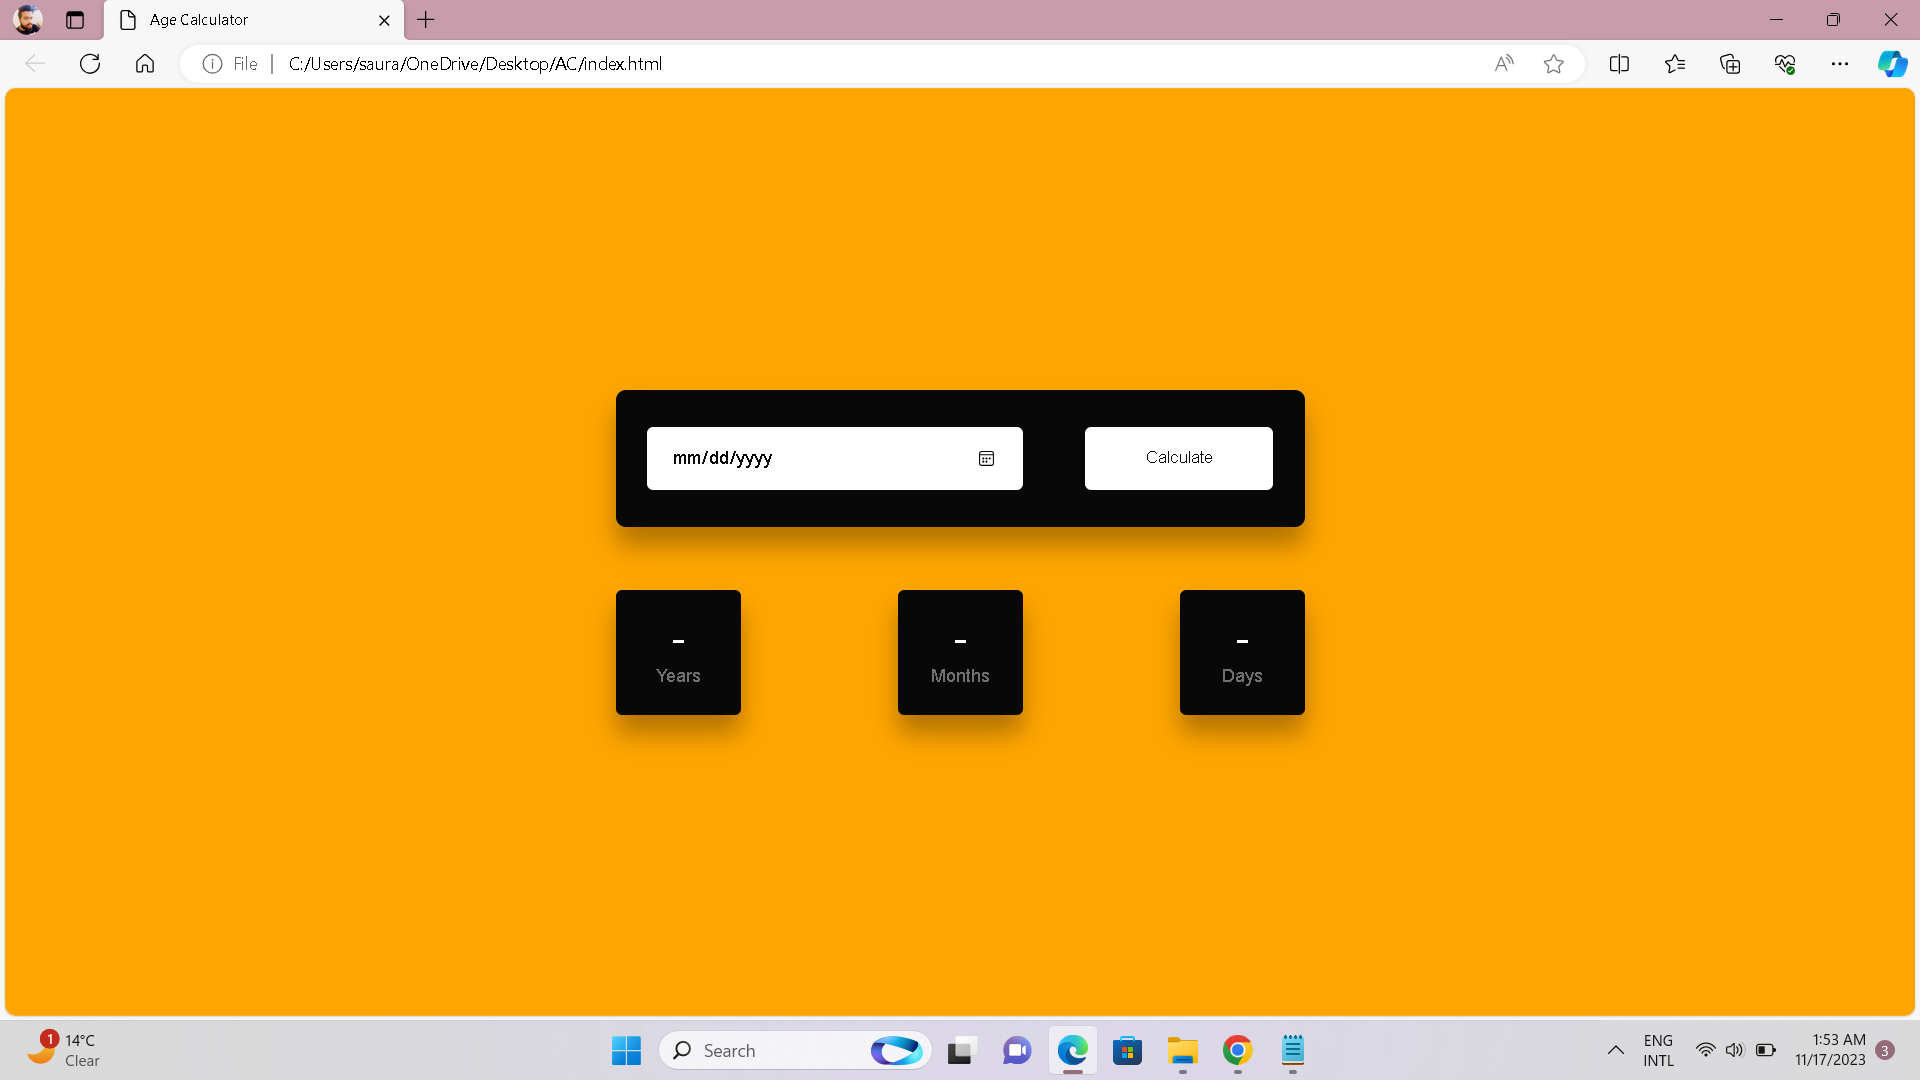 Age Calculator
File
C:/Users/saura/OneDrive/Desktop/AC/index.html
mm/dd/yyyy
Calculate
-
Years
-
Months
-
Days
1
14°C
Clear
Search
ENG
INTL
1:53 AM
11/17/2023
3